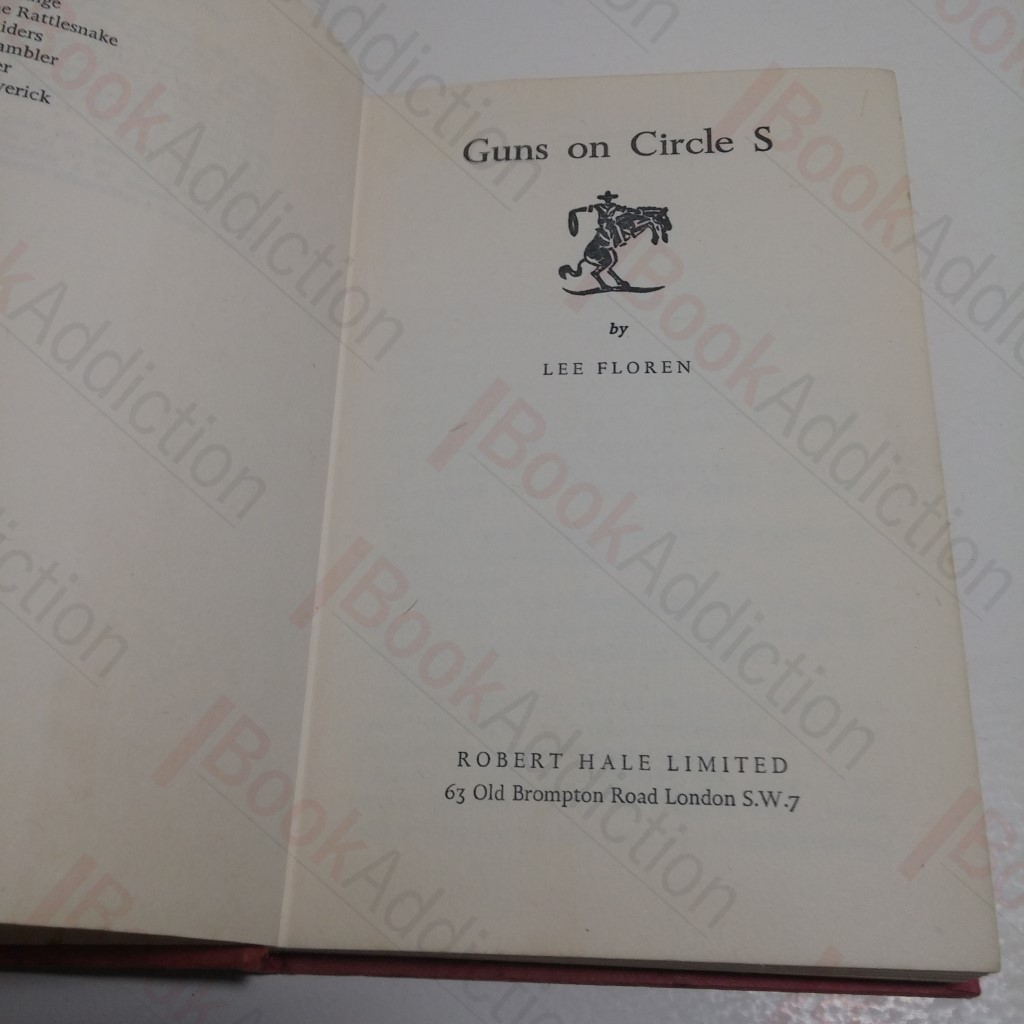 e Rattlesnake
iders
ambler
er
verick
Guns on Circle S
by
LEE FLOREN
ROBERT HALE LIMITED
63 Old Brompton Road London S.W.7
BookAddiction